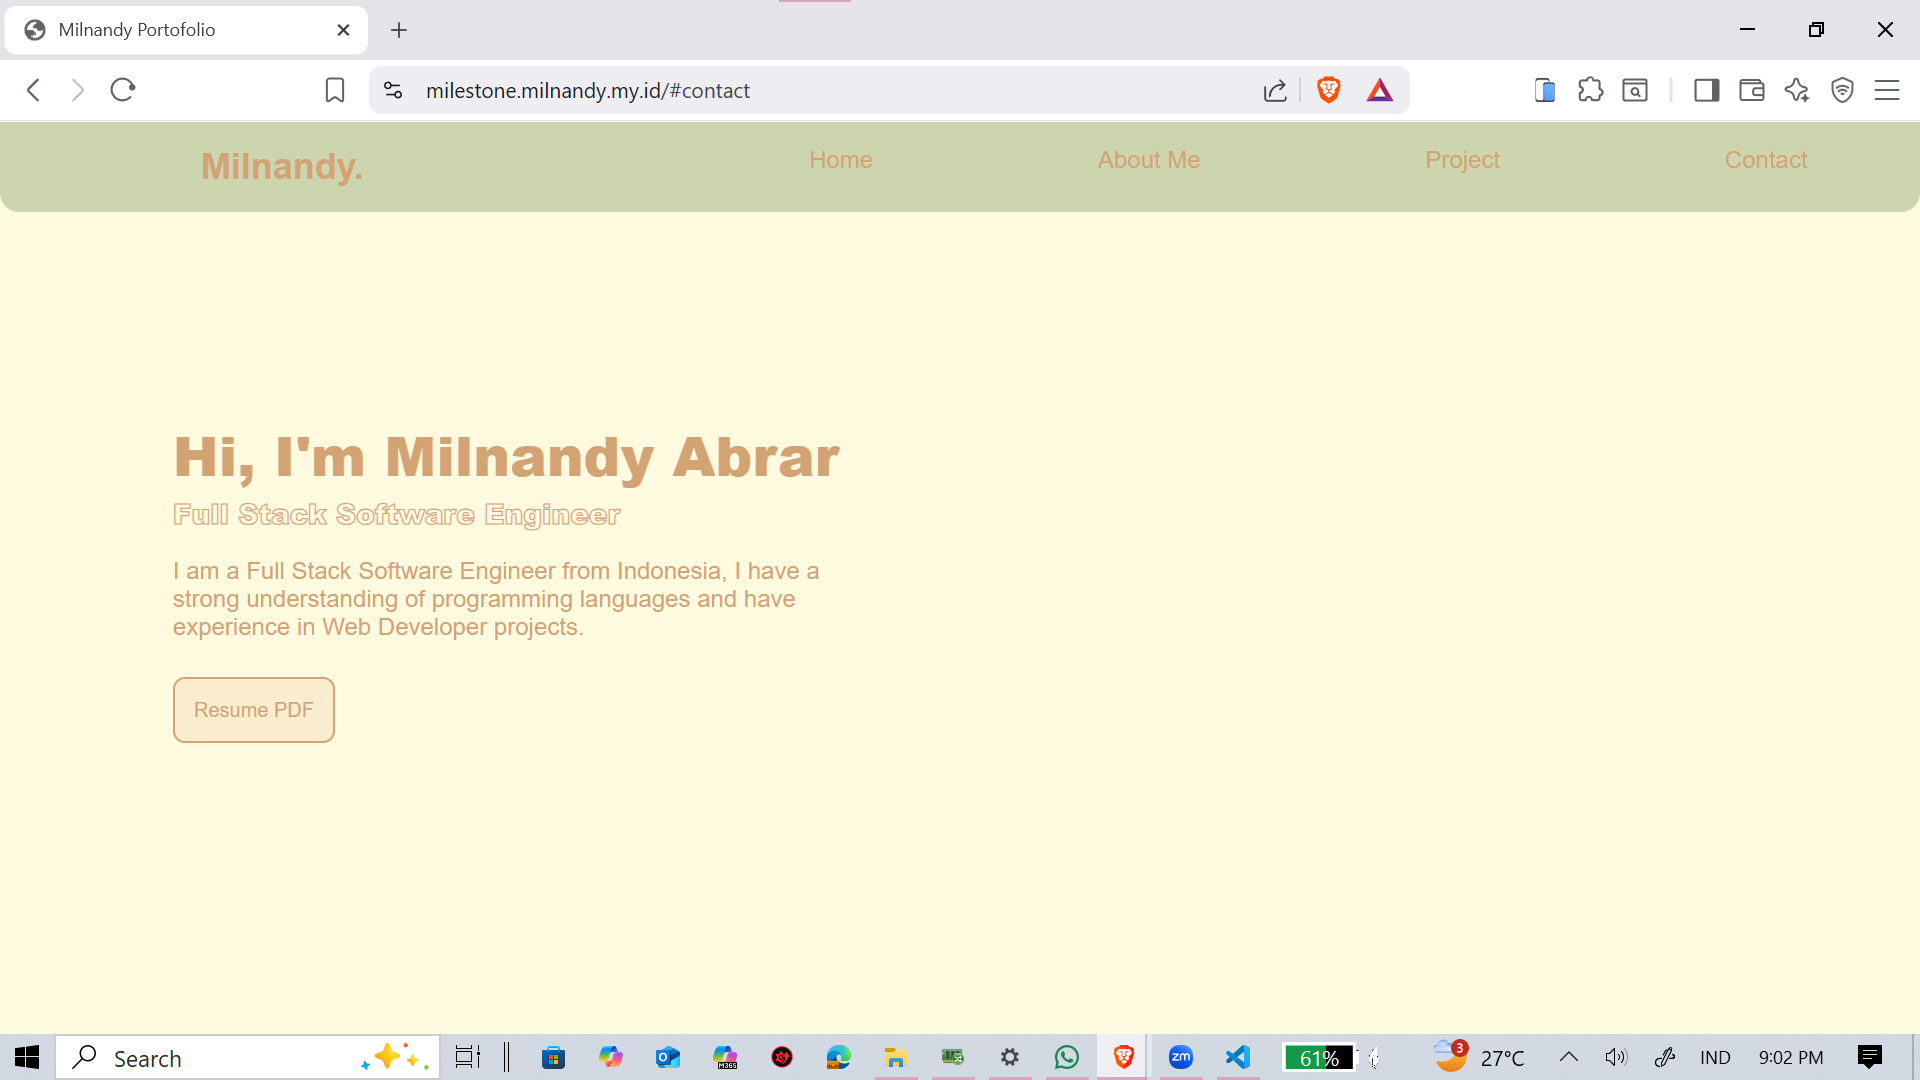 Milnandy Portofolio
milestone.milnandy.my.id/#contact
Milnandy.
Home
About Me
Project
Contact
Hi, I'm Milnandy Abrar
Full Stack Software Engineer
I am a Full Stack Software Engineer from Indonesia, I have a
strong understanding of programming languages and have
experience in Web Developer projects.
Resume PDF
Search
M365
zm
61%
3
27°C
IND
9:02 PM